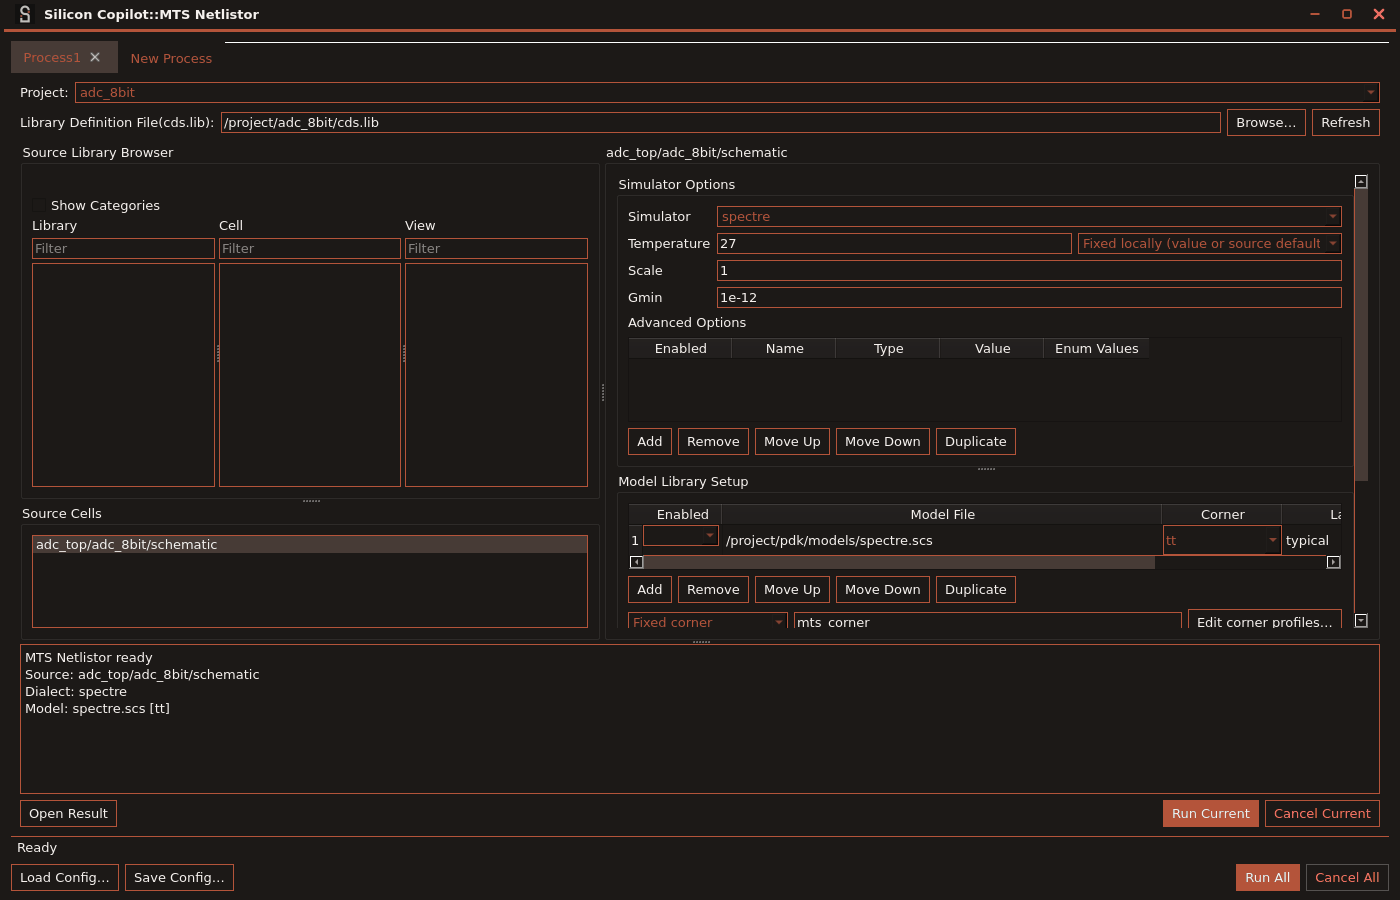 Silicon Copilot::MTS Netlistor
Process1 New Process
Project: adc_8bit
Library Definition File(cds.lib): /project/adc_8bit/cds.lib Browse... Refresh
Source Library Browser
Show Categories
Library Cell View
Filter Filter Filter
Source Cells
adc_top/adc_8bit/schematic
adc_top/adc_8bit/schematic
Simulator Options
Simulator spectre
Temperature 27 Fixed locally (value or source default
Scale 1
Gmin 1e-12
Advanced Options
Enabled Name Type Value Enum Values
Add Remove Move Up Move Down Duplicate
Model Library Setup
Enabled Model File Corner La
1 /project/pdk/models/spectre.scs tt typical
Add Remove Move Up Move Down Duplicate
Fixed corner mts_corner Edit corner profiles...
MTS Netlistor ready
Source: adc_top/adc_8bit/schematic
Dialect: spectre
Model: spectre.scs [tt]
Open Result Run Current Cancel Current
Ready
Load Config... Save Config... Run All Cancel All